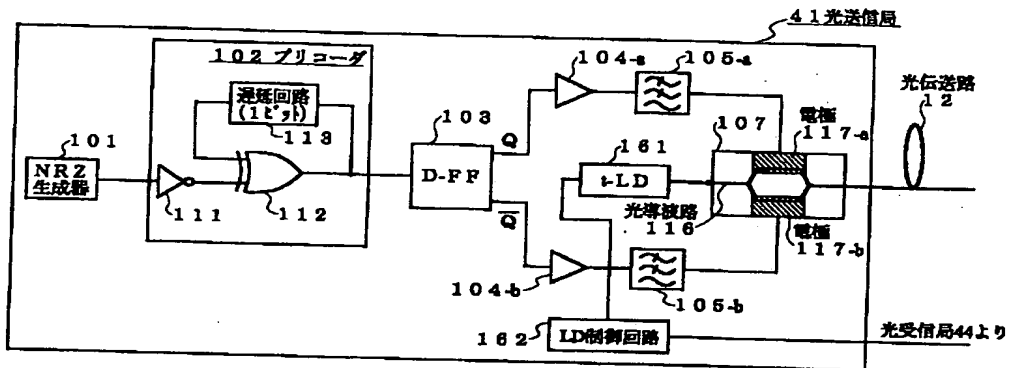 41光送信局
102 プリコーダ
遅延回路
(1ビット)
113
104-a
105-a
光伝送路
12
101
NRZ
生成器
111
112
103
D-FF
Q
Q̅
161
t-LD
107
電極
117-a
光導波路
116
電極
117-b
104-b
105-b
162
LD制御回路
光受信局44より